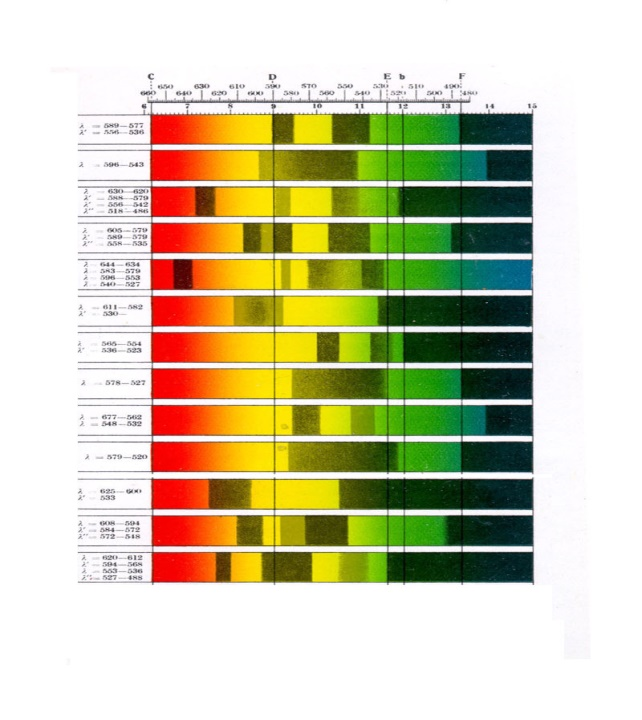 C D E b F
650 630 610 590 570 550 530 510 490
660 640 620 600 580 560 540 520 500 480
6 7 8 9 10 11 12 13 14 15
λ = 589—577
λ' = 556—536
λ = 596—543
λ = 630—620
λ' = 588—579
λ' = 556—542
λ'' = 518—486
λ = 605—579
λ' = 589—579
λ'' = 558—535
λ = 644—634
λ = 583—579
λ = 596—553
λ = 540—527
λ = 611—582
λ' = 530—
λ = 565—554
λ' = 536—523
λ = 578—527
λ = 677—562
λ = 548—532
λ = 579—520
λ = 625—600
λ' = 533
λ = 608—594
λ' = 584—572
λ'' = 572—548
λ = 620—612
λ' = 594—568
λ = 553—536
λ'' = 527—488